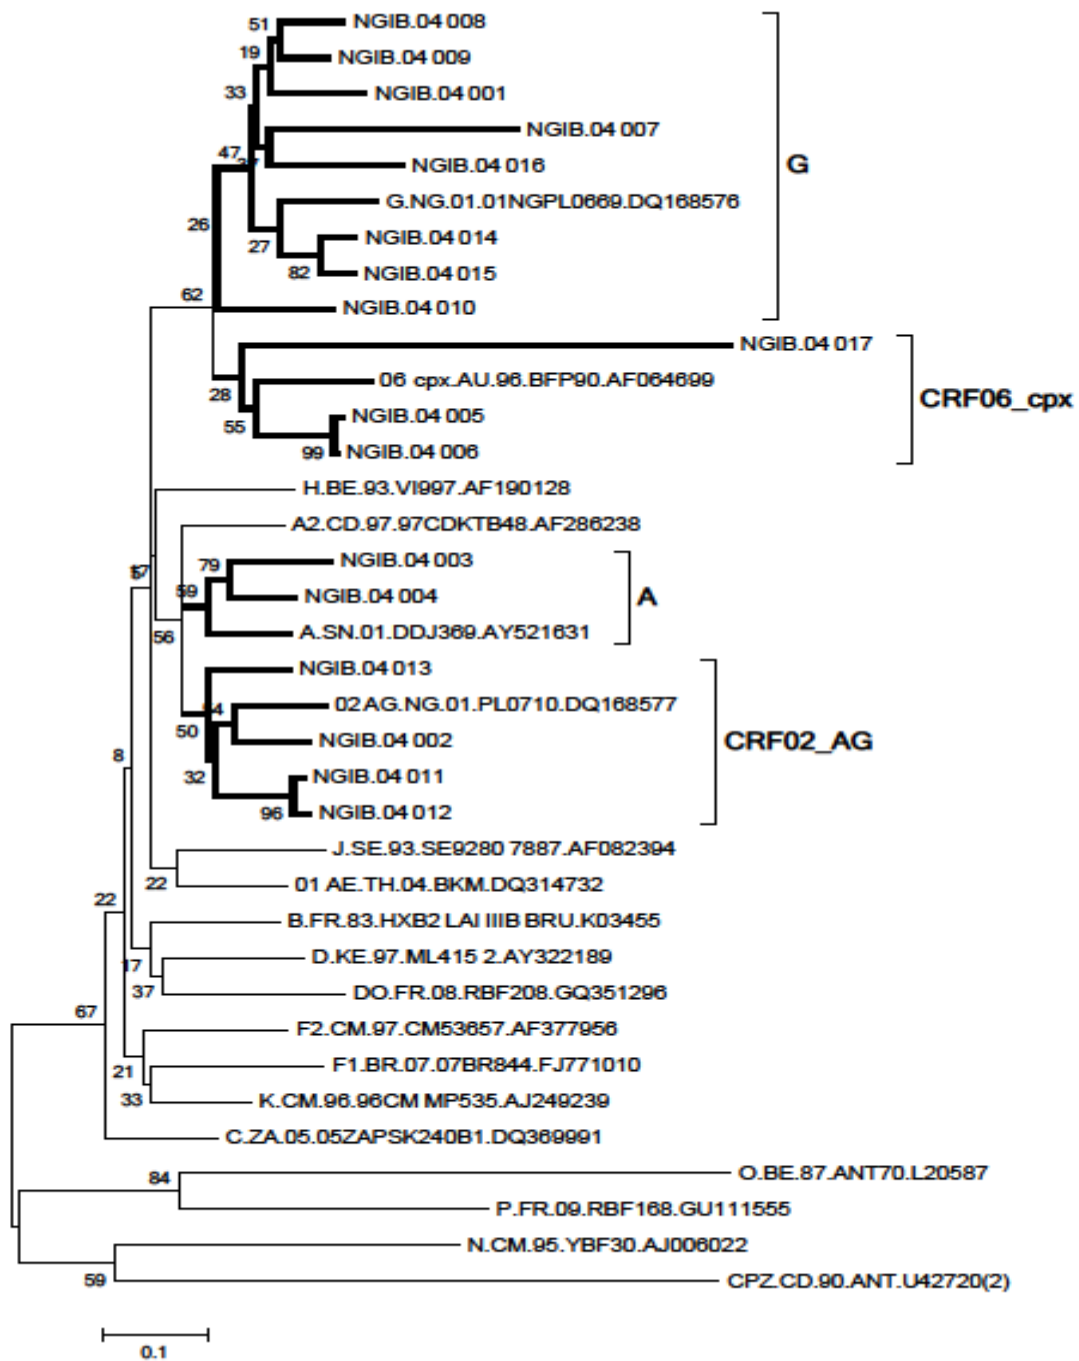 51
NGIB.04 008
19
NGIB.04 009
33
NGIB.04 001
NGIB.04 007
47
NGIB.04 016
G
G.NG.01.01NGPL0669.DQ168576
26
NGIB.04 014
27
82
NGIB.04 015
62
NGIB.04 010
NGIB.04 017
06 cpx.AU.96.BFP90.AF064699
28
CRF06_cpx
NGIB.04 005
55
99
NGIB.04 006
H.BE.93.VI997.AF190128
A2.CD.97.97CDKTB48.AF286238
79
NGIB.04 003
59
NGIB.04 004
A
56
A.SN.01.DDJ369.AY521631
NGIB.04 013
02AG.NG.01.PL0710.DQ168577
50
NGIB.04 002
CRF02_AG
8
32
NGIB.04 011
96
NGIB.04 012
J.SE.93.SE9280 7887.AF082394
22
01 AE.TH.04.BKM.DQ314732
22
B.FR.83.HXB2 LAI IIIB BRU.K03455
17
D.KE.97.ML415 2.AY322189
37
DO.FR.08.RBF208.GQ351296
67
F2.CM.97.CM53657.AF377956
21
F1.BR.07.07BR844.FJ771010
33
K.CM.96.96CM MP535.AJ249239
C.ZA.05.05ZAPSK240B1.DQ369991
84
O.BE.87.ANT70.L20587
P.FR.09.RBF168.GU111555
N.CM.95.YBF30.AJ006022
59
CPZ.CD.90.ANT.U42720(2)
0.1